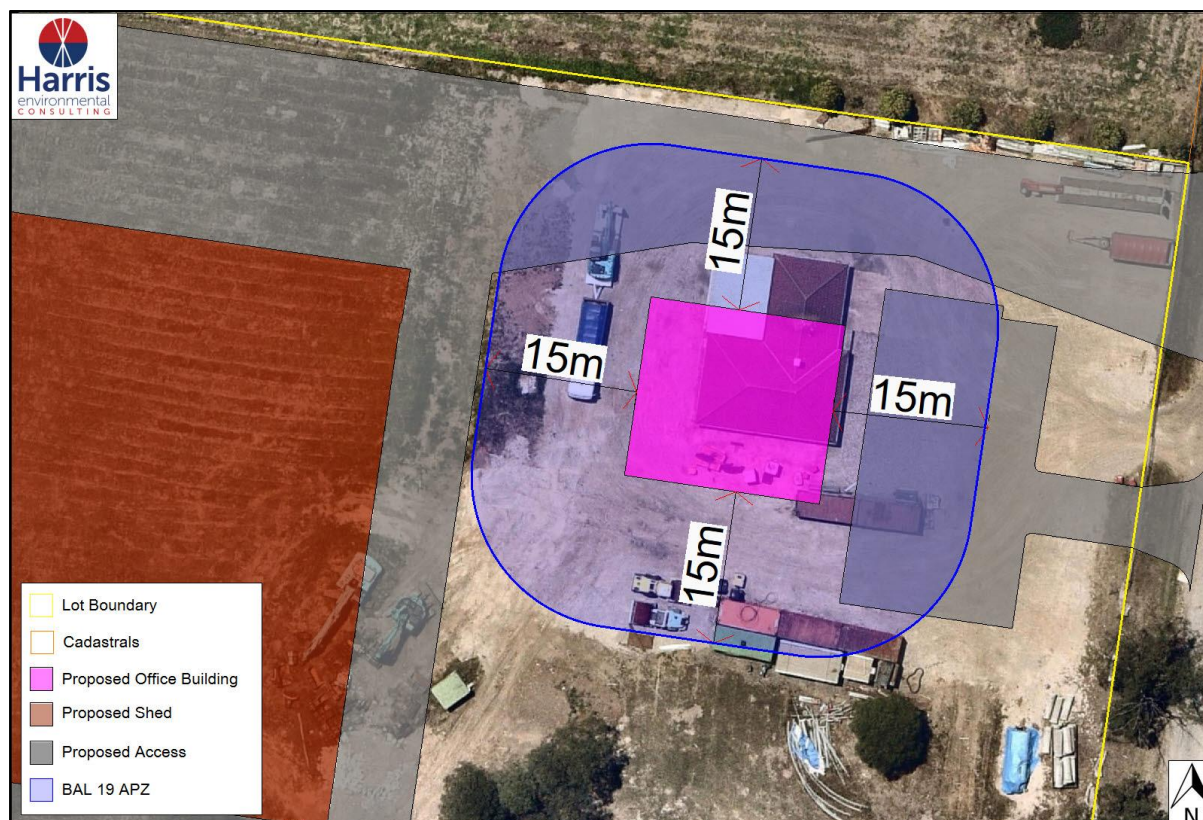 Harris
environmental
CONSULTING
15m
15m
15m
15m
Lot Boundary
Cadastrals
Proposed Office Building
Proposed Shed
Proposed Access
BAL 19 APZ
N